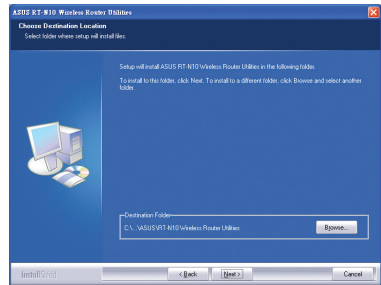 ASUS RT-N10 Wireless Router Utilities
Choose Destination Location
Select folder where setup will install files.
Setup will install ASUS RT-N10 Wireless Router Utilities in the following folder.
To install to this folder, click Next. To install to a different folder, click Browse and select another
folder.
Destination Folder
C:\...\ASUS\RT-N10 Wireless Router Utilities
Browse...
InstallShield
< Back
Next >
Cancel